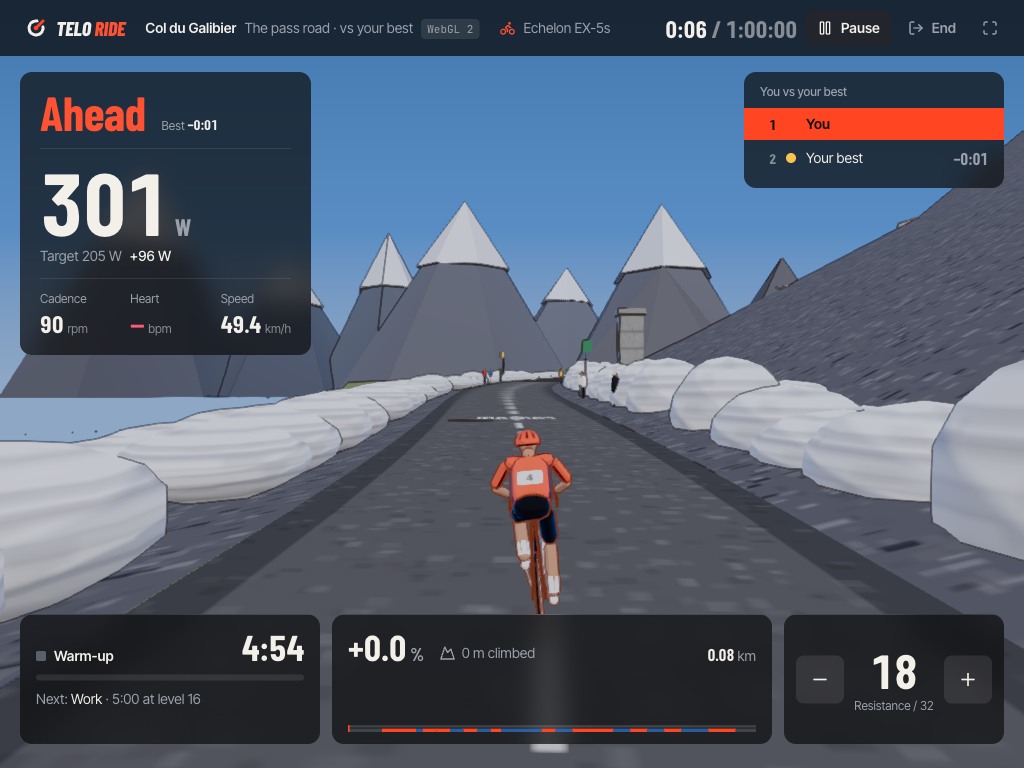 TELO RIDE Col du Galibier The pass road · vs your best WebGL 2 Echelon EX-5s 0:06 / 1:00:00 Pause End
Ahead Best –0:01
301 W
Target 205 W +96 W
Cadence Heart Speed
90 rpm – bpm 49.4 km/h
You vs your best
1 You
2 Your best –0:01
4
Warm-up 4:54
Next: Work · 5:00 at level 16
+0.0 % 0 m climbed 0.08 km
− 18 +
Resistance / 32